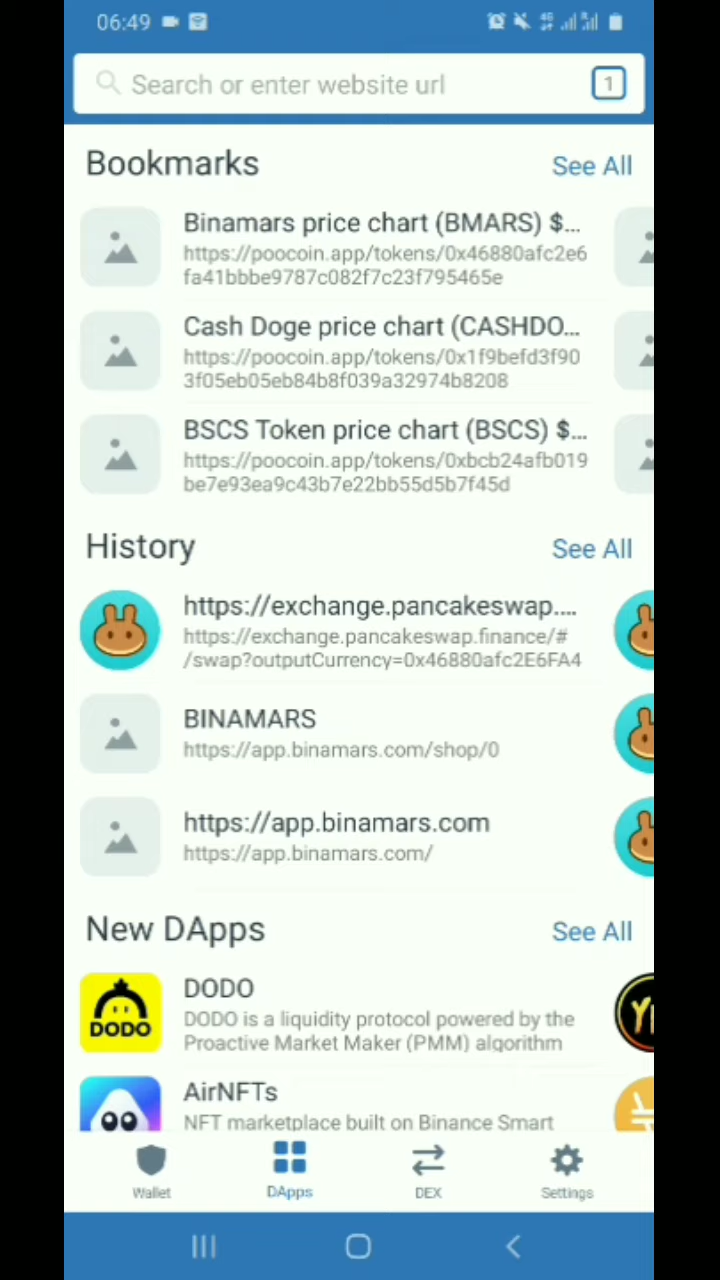 06:49
Search or enter website url
1
Bookmarks
See All
Binamars price chart (BMARS) $...
https://poocoin.app/tokens/0x46880afc2e6
fa41bbbe9787c082f7c23f795465e
Cash Doge price chart (CASHDO...
https://poocoin.app/tokens/0x1f9befd3f90
3f05eb05eb84b8f039a32974b8208
BSCS Token price chart (BSCS) $...
https://poocoin.app/tokens/0xbcb24afb019
be7e93ea9c43b7e22bb55d5b7f45d
History
See All
https://exchange.pancakeswap....
https://exchange.pancakeswap.finance/#
/swap?outputCurrency=0x46880afc2E6FA4
BINAMARS
https://app.binamars.com/shop/0
https://app.binamars.com
https://app.binamars.com/
New DApps
See All
DODO
DODO
DODO is a liquidity protocol powered by the
Proactive Market Maker (PMM) algorithm
AirNFTs
NFT marketplace built on Binance Smart
Wallet
DApps
DEX
Settings